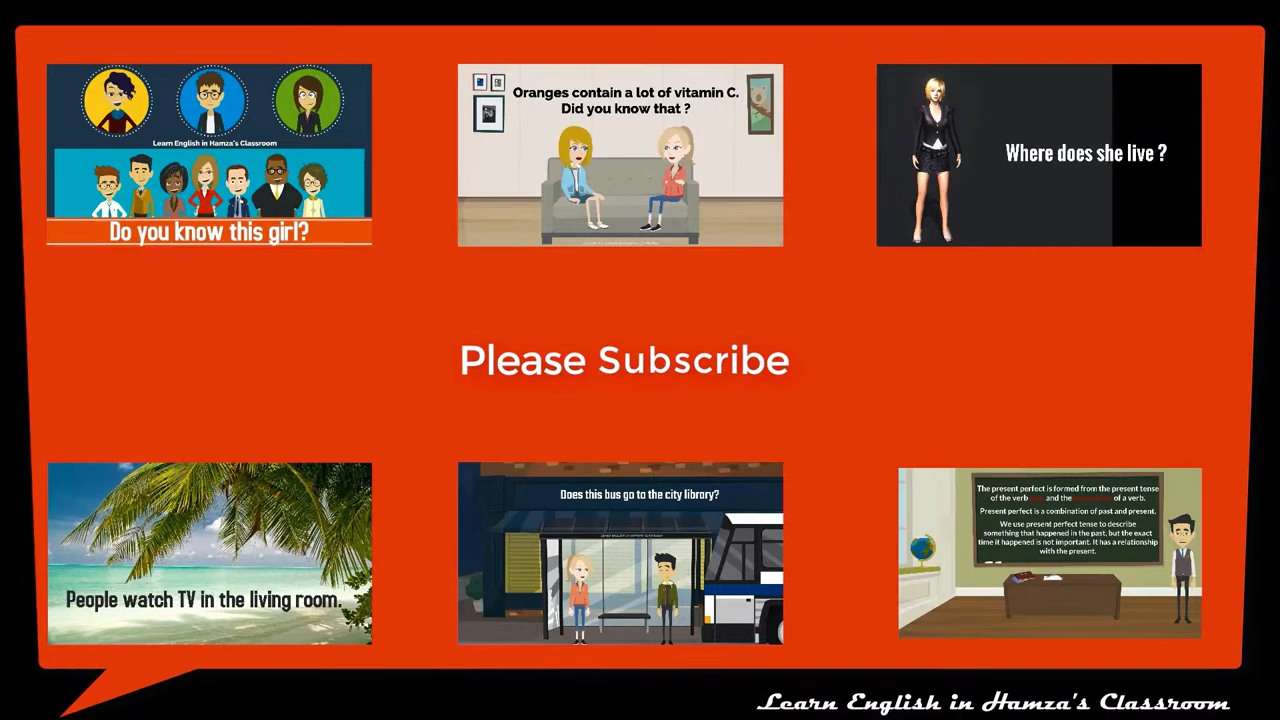 Learn English in Hamza's Classroom
Do you know this girl?
Oranges contain a lot of vitamin C.
Did you know that ?
Where does she live ?
Please Subscribe
People watch TV in the living room.
Does this bus go to the city library?
The present perfect is formed from the present tense
of the verb and the of a verb.
Present perfect is a combination of past and present.
We use present perfect tense to describe
something that happened in the past, but the exact
time it happened is not important. It has a relationship
with the present.
Learn English in Hamza's Classroom